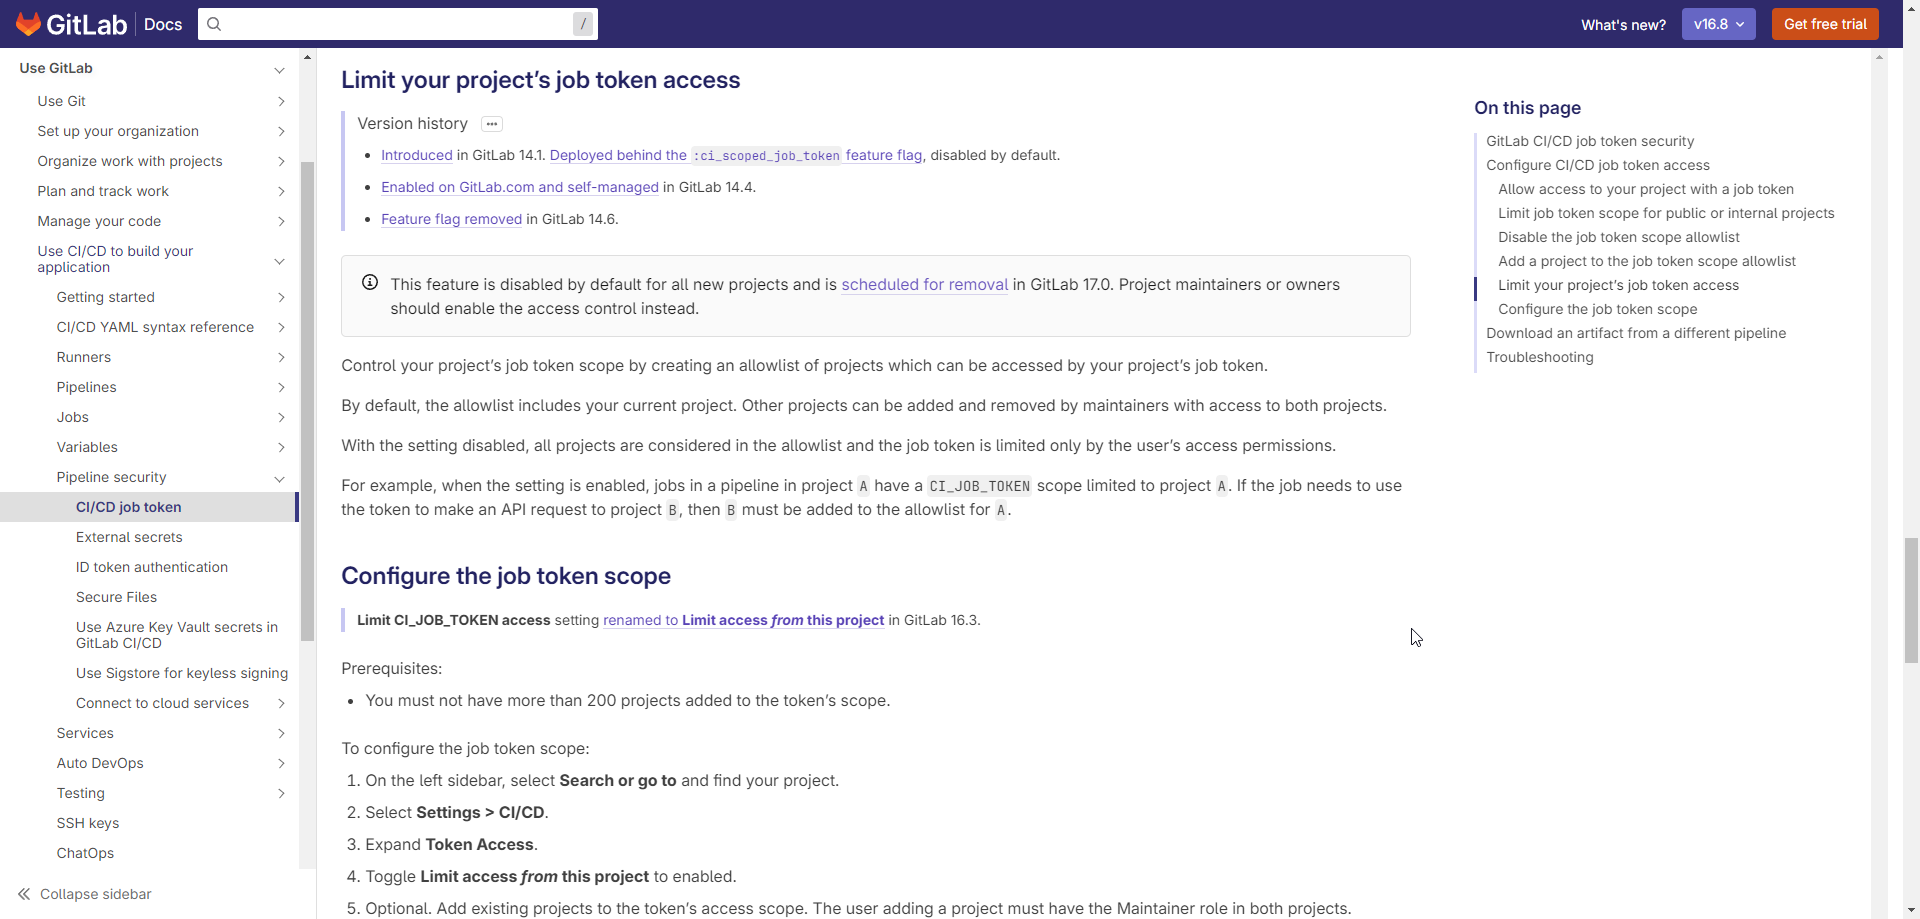 GitLab Docs
/
What's new?
v16.8
Get free trial
Use GitLab
Use Git
Set up your organization
Organize work with projects
Plan and track work
Manage your code
Use CI/CD to build your
application
Getting started
CI/CD YAML syntax reference
Runners
Pipelines
Jobs
Variables
Pipeline security
CI/CD job token
External secrets
ID token authentication
Secure Files
Use Azure Key Vault secrets in
GitLab CI/CD
Use Sigstore for keyless signing
Connect to cloud services
Services
Auto DevOps
Testing
SSH keys
ChatOps
Collapse sidebar
Limit your project’s job token access
Version history
Introduced in GitLab 14.1. Deployed behind the :ci_scoped_job_token feature flag, disabled by default.
Enabled on GitLab.com and self-managed in GitLab 14.4.
Feature flag removed in GitLab 14.6.
This feature is disabled by default for all new projects and is scheduled for removal in GitLab 17.0. Project maintainers or owners
should enable the access control instead.
Control your project’s job token scope by creating an allowlist of projects which can be accessed by your project’s job token.
By default, the allowlist includes your current project. Other projects can be added and removed by maintainers with access to both projects.
With the setting disabled, all projects are considered in the allowlist and the job token is limited only by the user’s access permissions.
For example, when the setting is enabled, jobs in a pipeline in project A have a CI_JOB_TOKEN scope limited to project A. If the job needs to use
the token to make an API request to project B, then B must be added to the allowlist for A.
Configure the job token scope
Limit CI_JOB_TOKEN access setting renamed to Limit access from this project in GitLab 16.3.
Prerequisites:
You must not have more than 200 projects added to the token’s scope.
To configure the job token scope:
1. On the left sidebar, select Search or go to and find your project.
2. Select Settings > CI/CD.
3. Expand Token Access.
4. Toggle Limit access from this project to enabled.
5. Optional. Add existing projects to the token’s access scope. The user adding a project must have the Maintainer role in both projects.
On this page
GitLab CI/CD job token security
Configure CI/CD job token access
Allow access to your project with a job token
Limit job token scope for public or internal projects
Disable the job token scope allowlist
Add a project to the job token scope allowlist
Limit your project’s job token access
Configure the job token scope
Download an artifact from a different pipeline
Troubleshooting